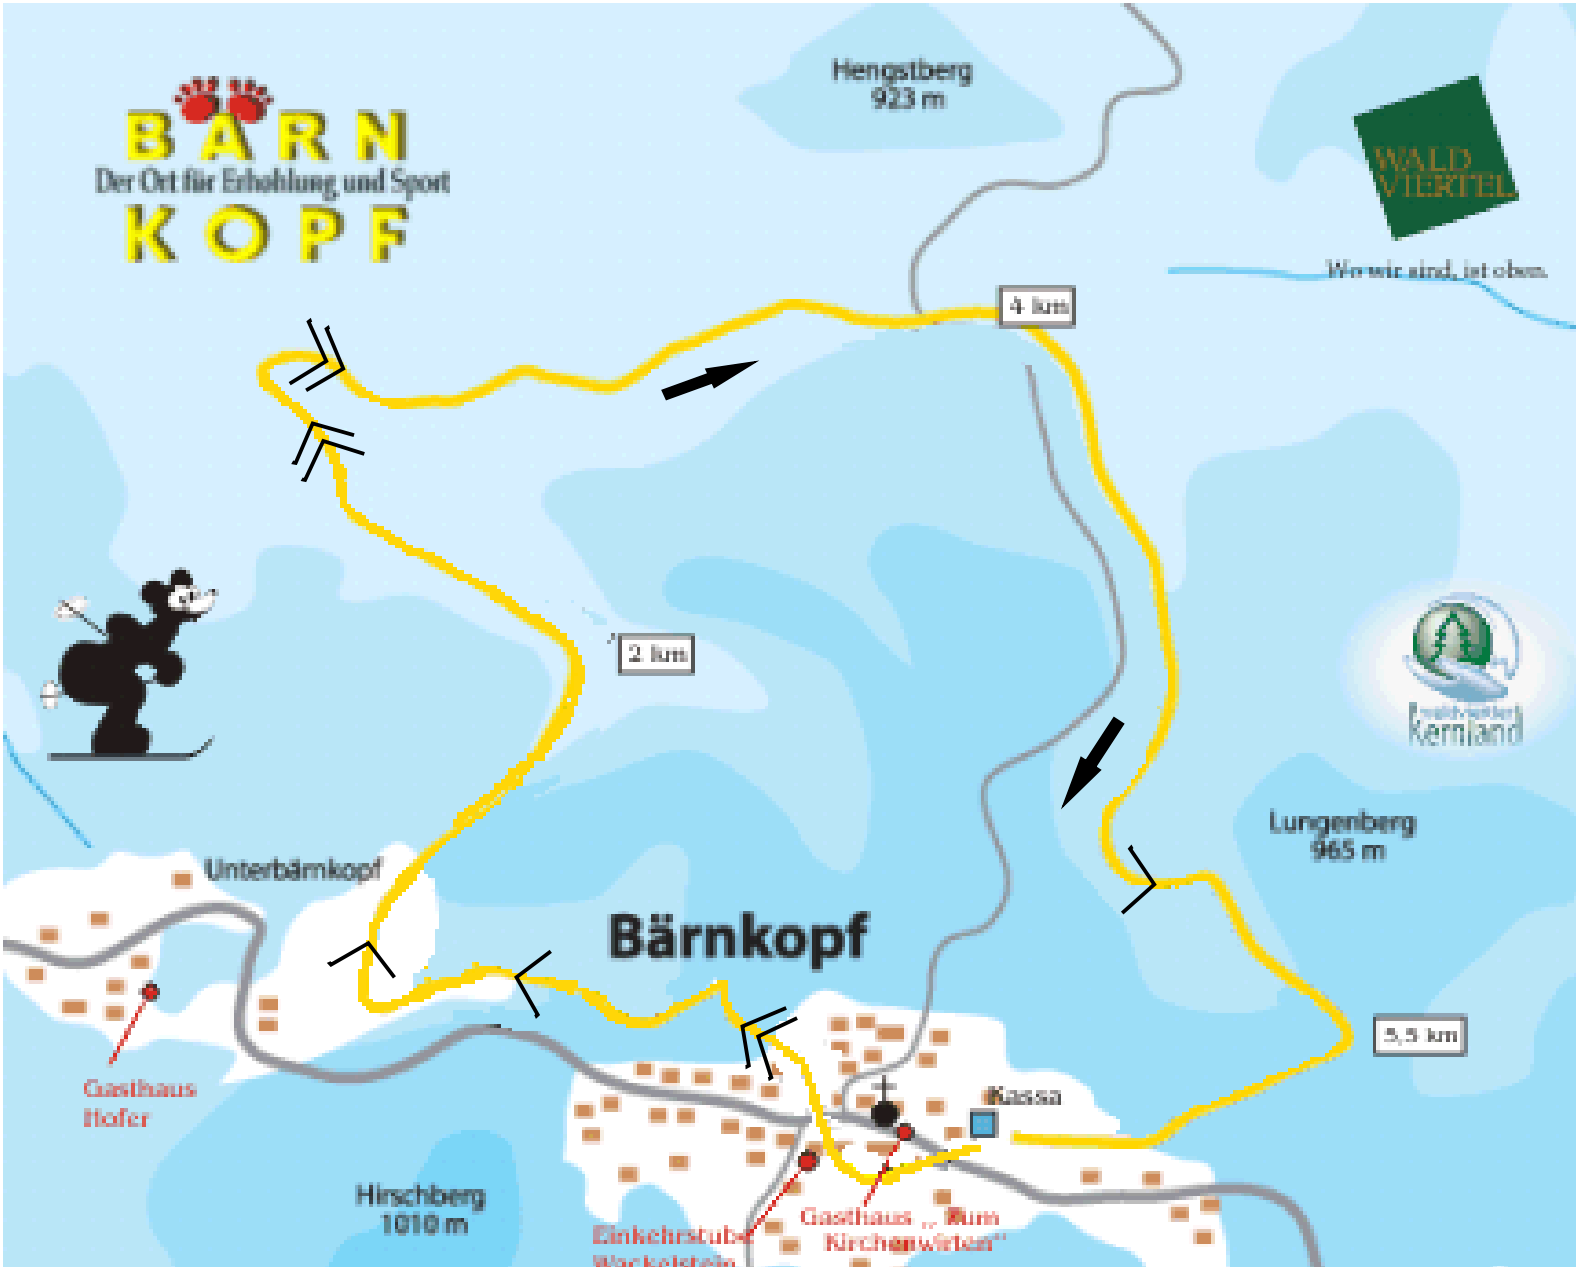 BÄRN
Der Ort für Erhohlung und Sport
KOPF
Hengstberg
923 m
WALD
VIERTEL
Wo wir sind, ist oben.
4 km
2 km
waldviertler
Kernland
Lungenberg
965 m
Unterbärnkopf
Bärnkopf
5,5 km
Gasthaus
Hofer
Kassa
Hirschberg
1010 m
Einkehrstube
Wackelstein
Gasthaus „ Zum
Kirchenwirten"